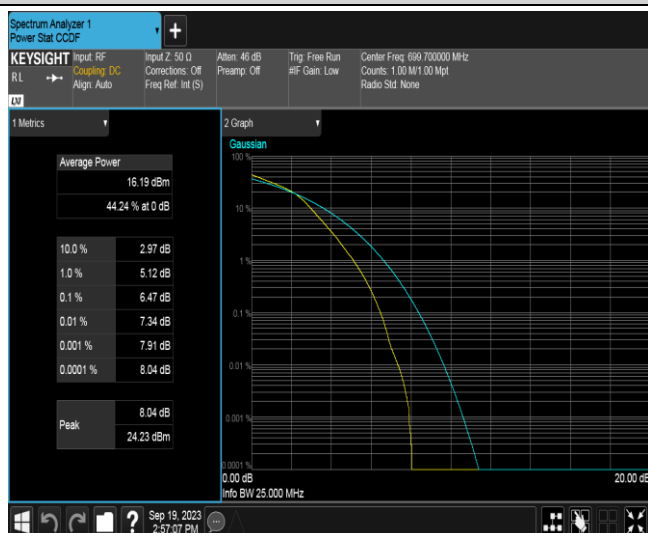 Spectrum Analyzer 1
Power Stat CCDF
+
KEYSIGHT
RL
LXI
Input: RF
Coupling: DC
Align: Auto
Input Z: 50 Ω
Corrections: Off
Freq Ref: Int (S)
Atten: 46 dB
Preamp: Off
Trig: Free Run
#IF Gain: Low
Center Freq: 699.700000 MHz
Counts: 1.00 M/1.00 Mpt
Radio Std: None
1 Metrics
Average Power
16.19 dBm
44.24 % at 0 dB
10.0 % 2.97 dB
1.0 % 5.12 dB
0.1 % 6.47 dB
0.01 % 7.34 dB
0.001 % 7.91 dB
0.0001 % 8.04 dB
Peak
8.04 dB
24.23 dBm
2 Graph
Gaussian
100 %
10 %
1 %
0.1 %
0.01 %
0.001 %
0.0001 %
0.00 dB
20.00 dB
Info BW 25.000 MHz
?
Sep 19, 2023
2:57:07 PM